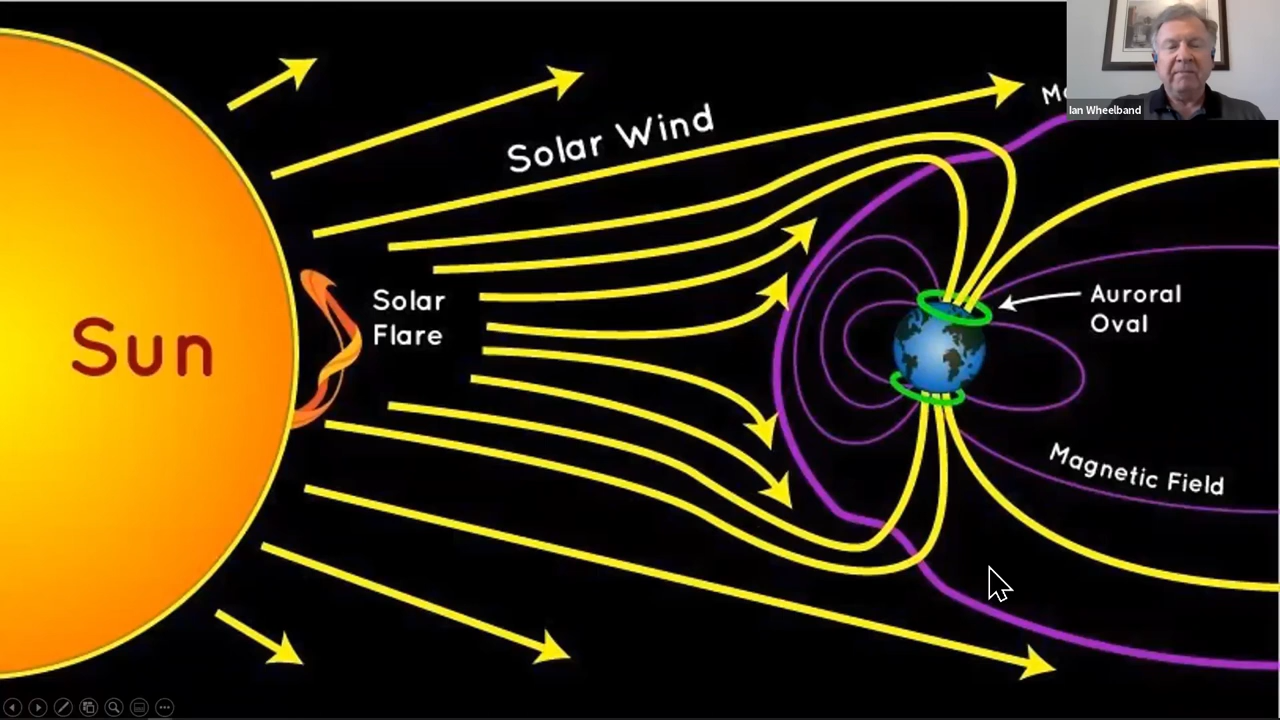 Solar Wind
Ian Wheelband
Solar
Flare
Sun
Auroral
Oval
Magnetic Field